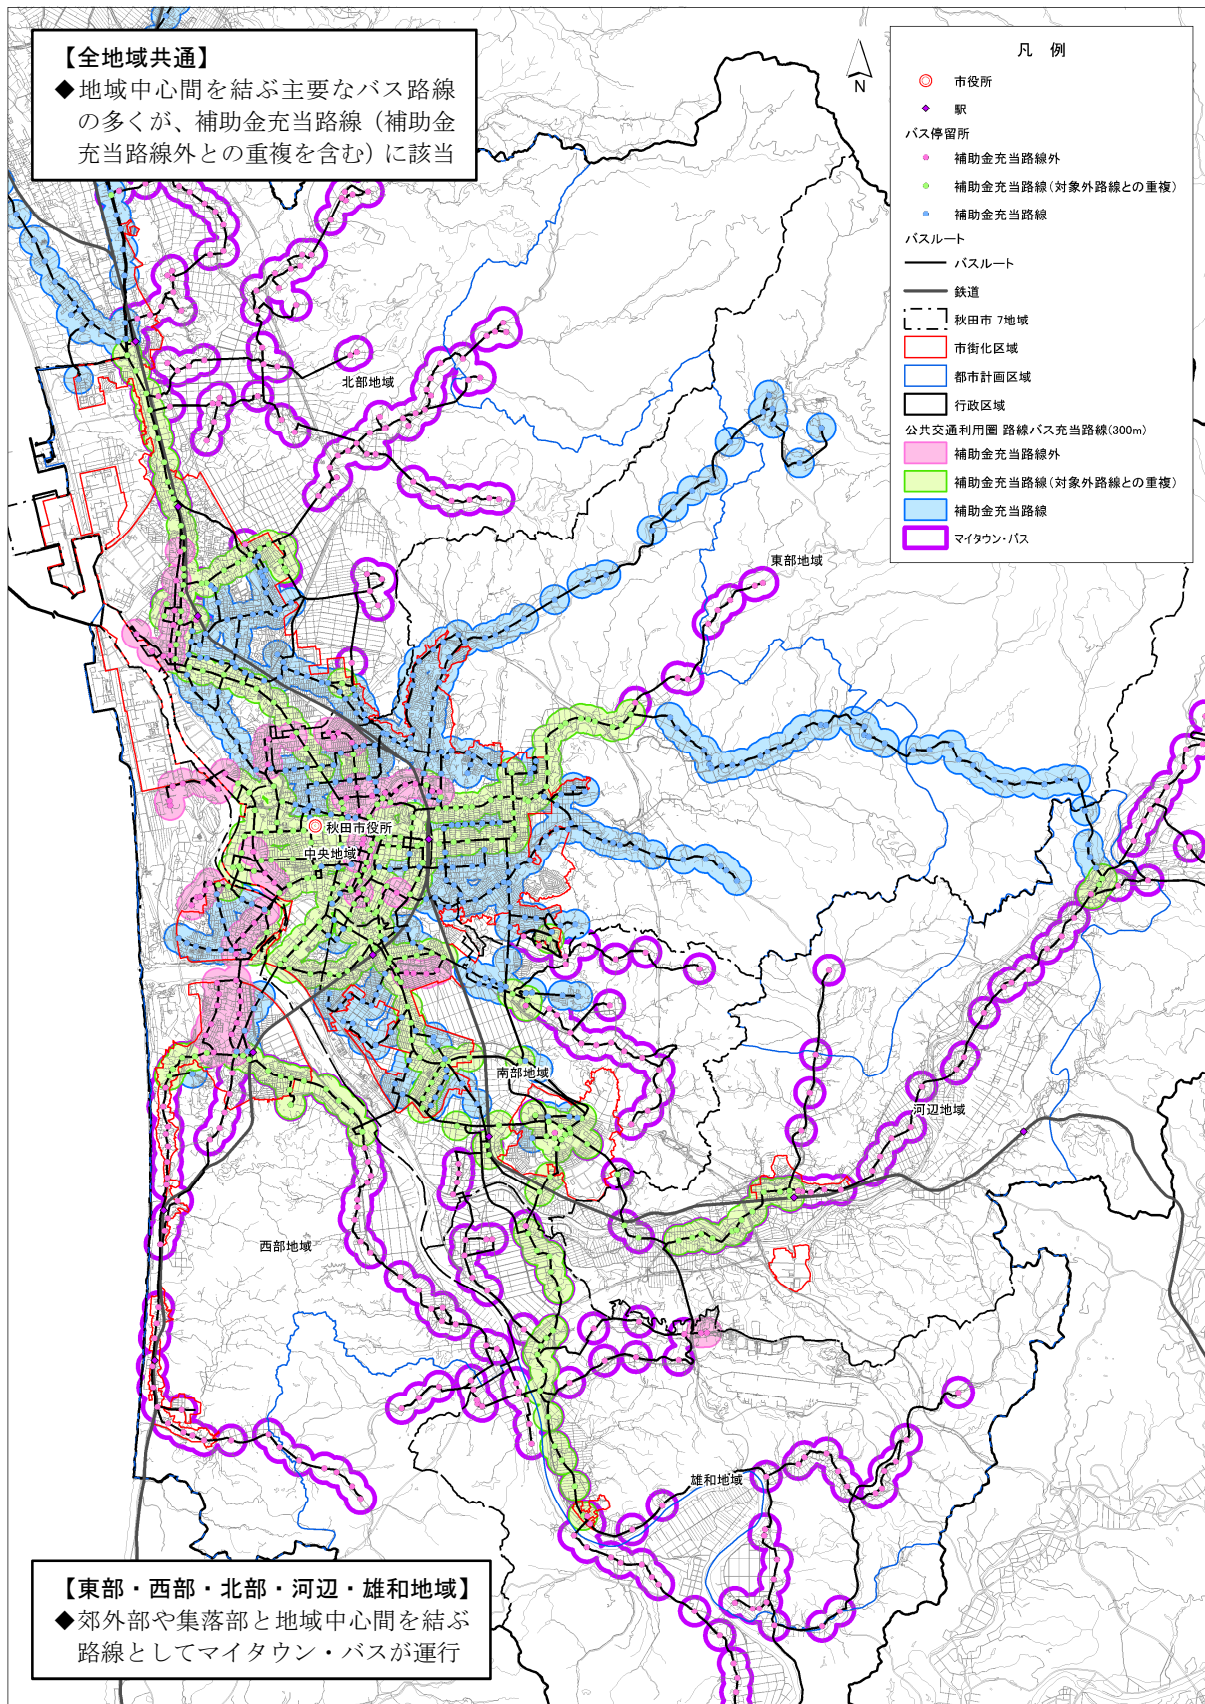 【全地域共通】
◆地域中心間を結ぶ主要なバス路線
の多くが、補助金充当路線（補助金
充当路線外との重複を含む）に該当
N
凡 例
市役所
駅
バス停留所
補助金充当路線外
補助金充当路線(対象外路線との重複)
補助金充当路線
バスルート
バスルート
鉄道
秋田市 7地域
市街化区域
都市計画区域
行政区域
公共交通利用圏 路線バス充当路線(300m)
補助金充当路線外
補助金充当路線(対象外路線との重複)
補助金充当路線
マイタウン・バス
北部地域
東部地域
秋田市役所
中央地域
南部地域
河辺地域
西部地域
雄和地域
【東部・西部・北部・河辺・雄和地域】
◆郊外部や集落部と地域中心間を結ぶ
路線としてマイタウン・バスが運行